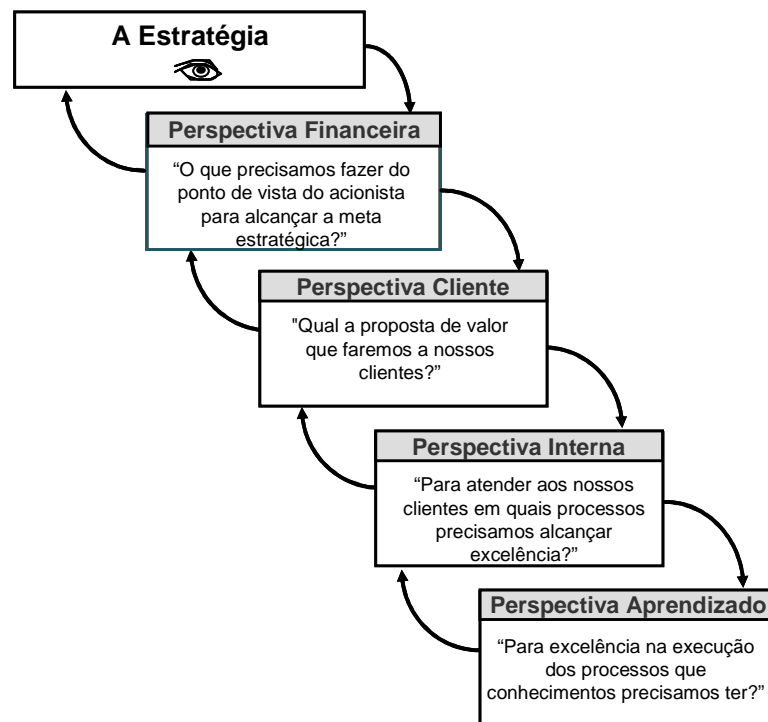 A Estratégia
Perspectiva Financeira
“O que precisamos fazer do
ponto de vista do acionista
para alcançar a meta
estratégica?”
Perspectiva Cliente
"Qual a proposta de valor
que faremos a nossos
clientes?”
Perspectiva Interna
“Para atender aos nossos
clientes em quais processos
precisamos alcançar
excelência?”
Perspectiva Aprendizado
“Para excelência na execução
dos processos que
conhecimentos precisamos ter?”